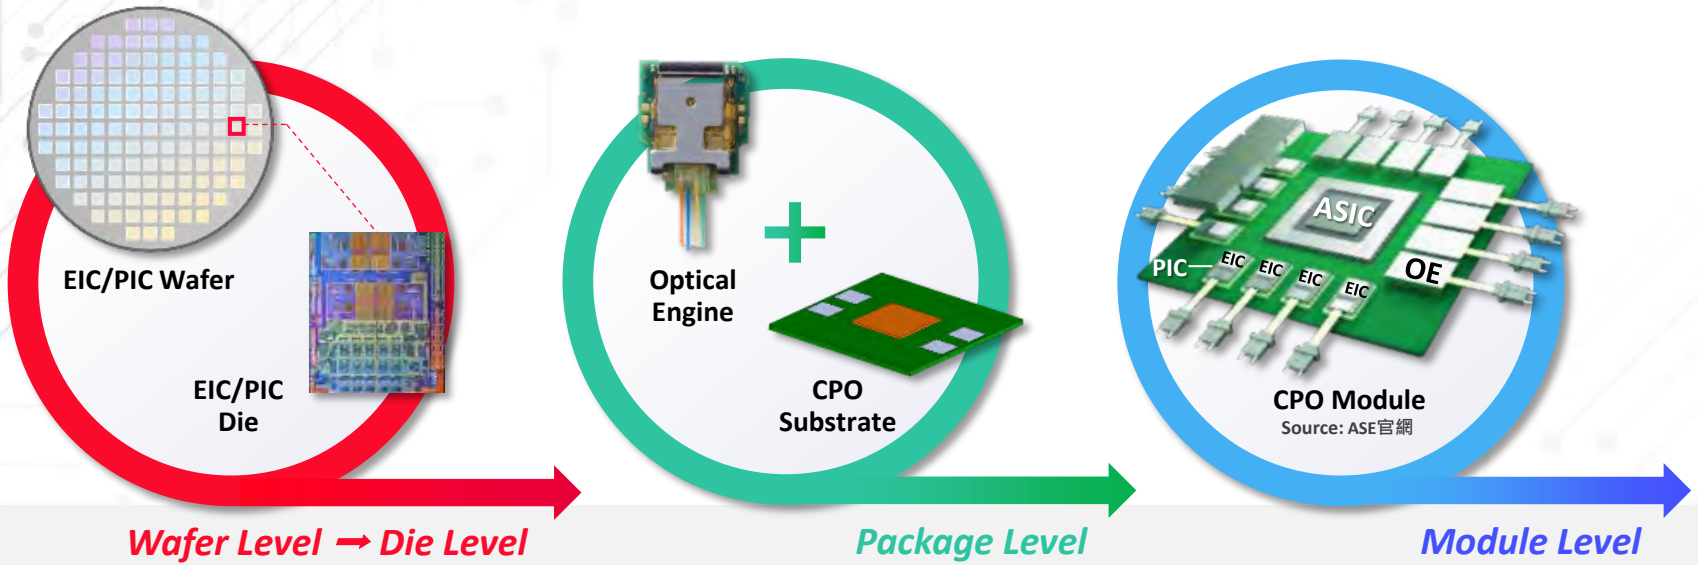 EIC/PIC Wafer
EIC/PIC
Die
Optical
Engine
CPO
Substrate
ASIC
PIC
EIC
EIC
EIC
EIC
OE
CPO Module
Source: ASE官網
Wafer Level → Die Level
Package Level
Module Level